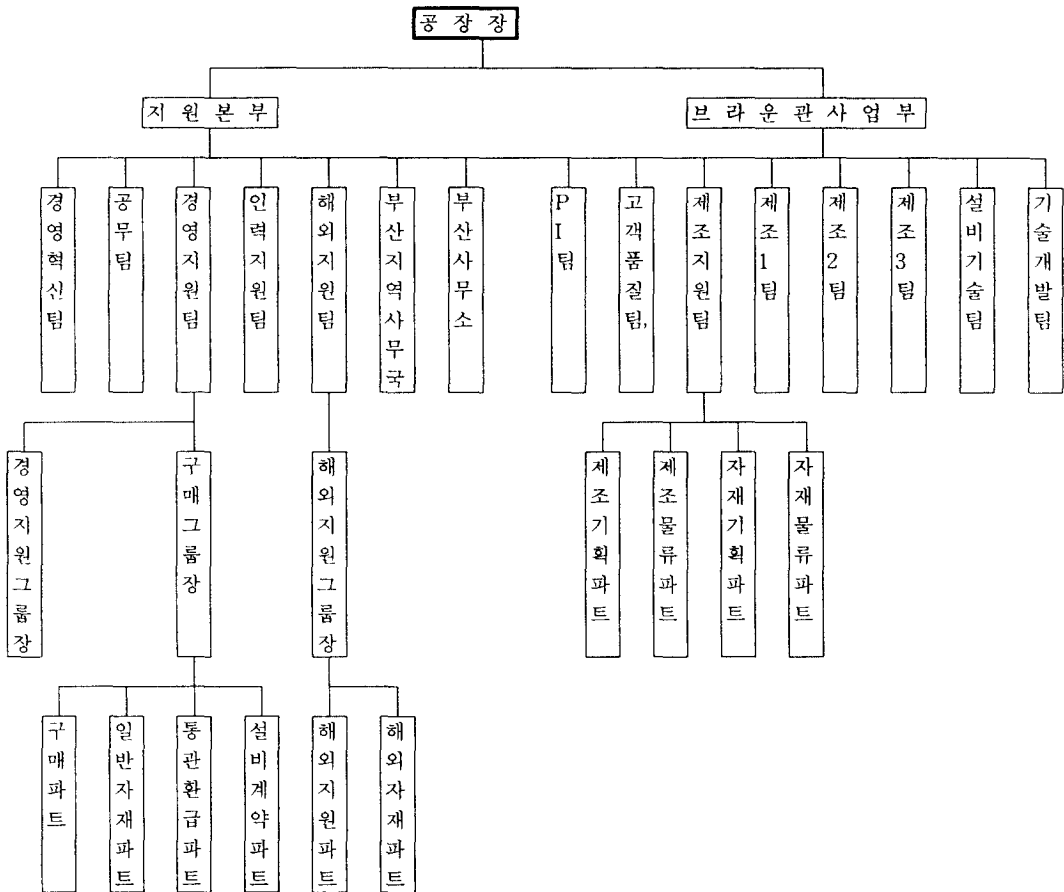 공 장 장
지 원 본 부
브 라 운 관 사 업 부
경영혁신팀
공무팀
경영지원팀
인력지원팀
해외지원팀
부산지역사무국
부산사무소
PI팀
고객품질팀,
제조지원팀
제조1팀
제조2팀
제조3팀
설비기술팀
기술개발팀
경영지원그룹장
구매그룹장
해외지원그룹장
제조기획파트
제조물류파트
자재기획파트
자재물류파트
구매파트
일반자재파트
통관환급파트
설비계약파트
해외지원파트
해외자재파트